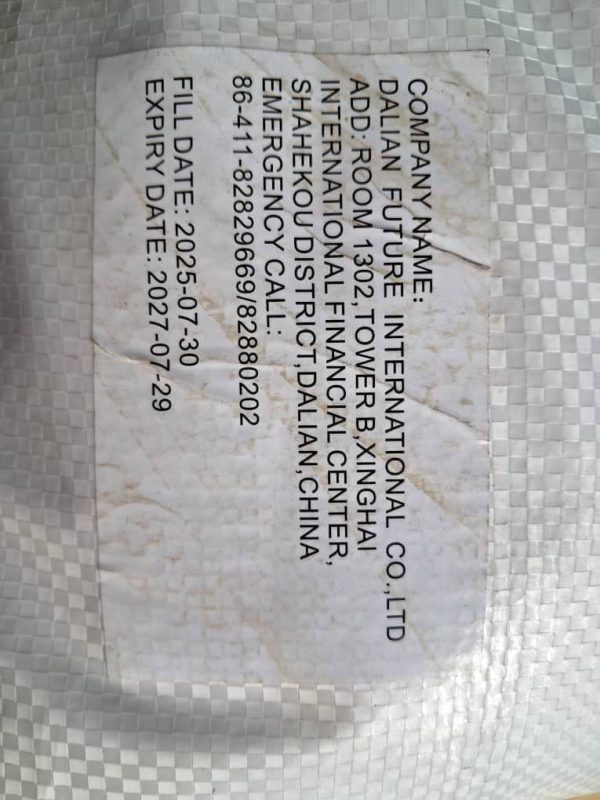 COMPANY NAME:
DALIAN FUTURE INTERNATIONAL CO.,LTD
ADD: ROOM 1302,TOWER B,XINGHAI
INTERNATIONAL FINANCIAL CENTER,
SHAHEKOU DISTRICT,DALIAN,CHINA
EMERGENCY CALL:
86-411-82829669/82880202
FILL DATE: 2025-07-30
EXPIRY DATE: 2027-07-29